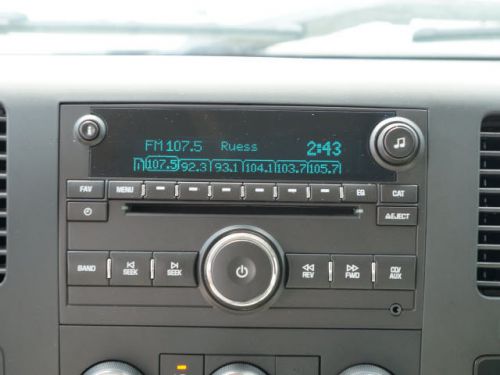 FM 107.5 Ruess 2:43
1 107.5 92.3 93.1 104.1 103.7 105.7
FAV MENU EQ CAT
EJECT
BAND SEEK SEEK REV FWD CD/AUX